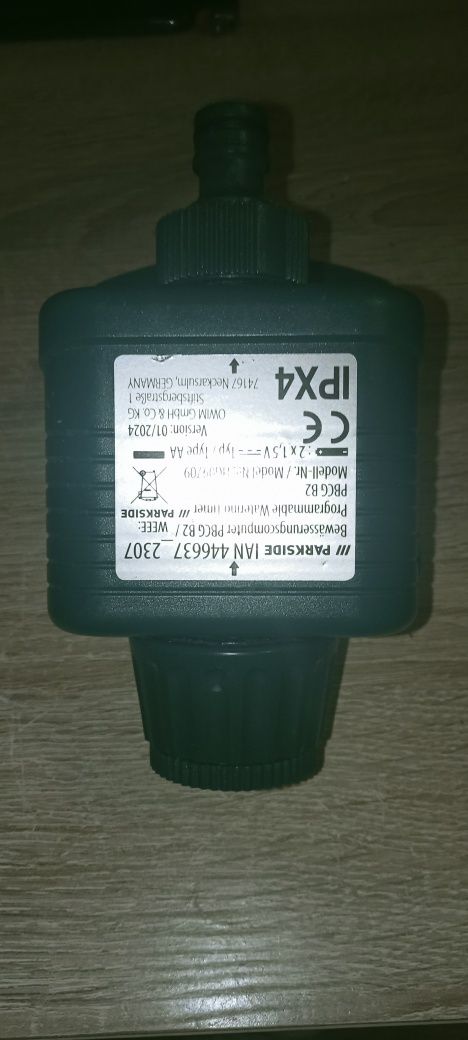 /// PARKSIDE IAN 446637_2307
Bewässerungscomputer PBCG B2 /
Programmable Watering Timer
PBCG B2
Modell-Nr. / Model No.:
: 2 x 1,5 V Typ / Type AA
WEEE:
/// PARKSIDE
CE
IPX4
Version: 01/2024
OWIM GmbH & Co. KG
Stiftsbergstraße 1
74167 Neckarsulm, GERMANY